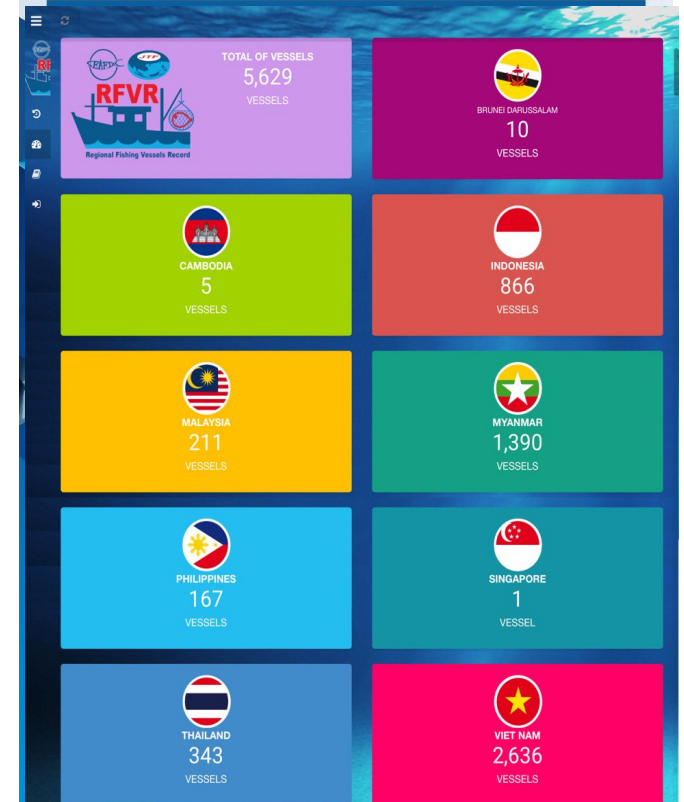 SEAFDEC
JTF
RFVR
Regional Fishing Vessels Record
TOTAL OF VESSELS
5,629
VESSELS
BRUNEI DARUSSALAM
10
VESSELS
CAMBODIA
5
VESSELS
INDONESIA
866
VESSELS
MALAYSIA
211
VESSELS
MYANMAR
1,390
VESSELS
PHILIPPINES
167
VESSELS
SINGAPORE
1
VESSEL
THAILAND
343
VESSELS
VIET NAM
2,636
VESSELS